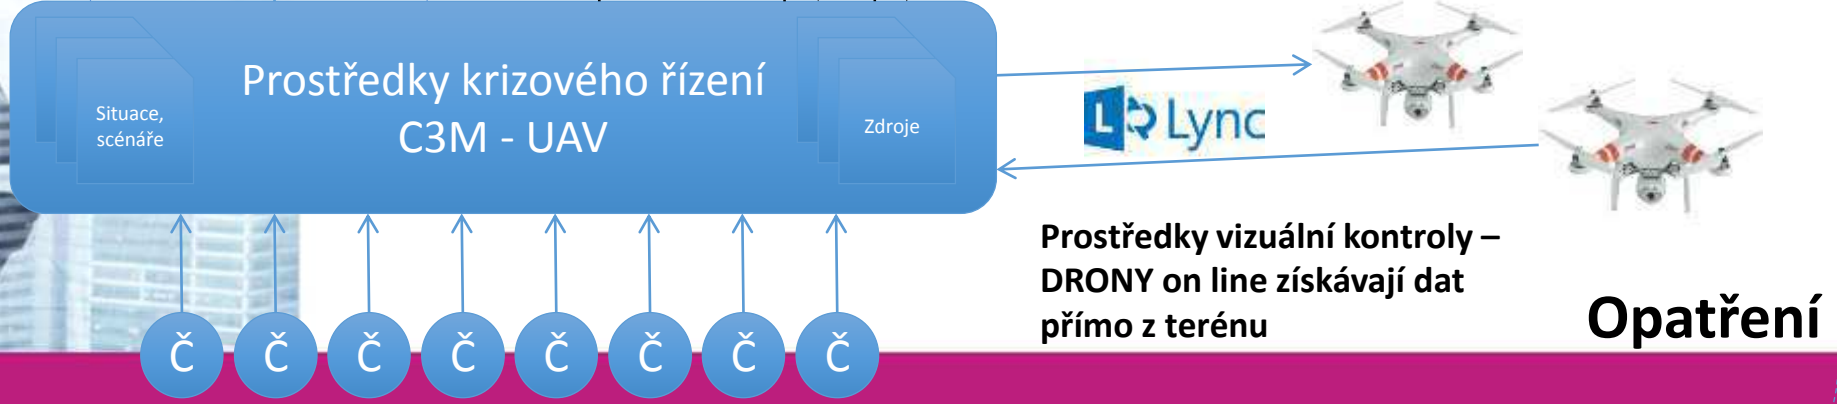 Prostředky krizového řízení
C3M - UAV
Situace,
scénáře
Zdroje
Lync
Prostředky vizuální kontroly –
DRONY on line získávají dat
přímo z terénu
Opatření
Č Č Č Č Č Č Č Č